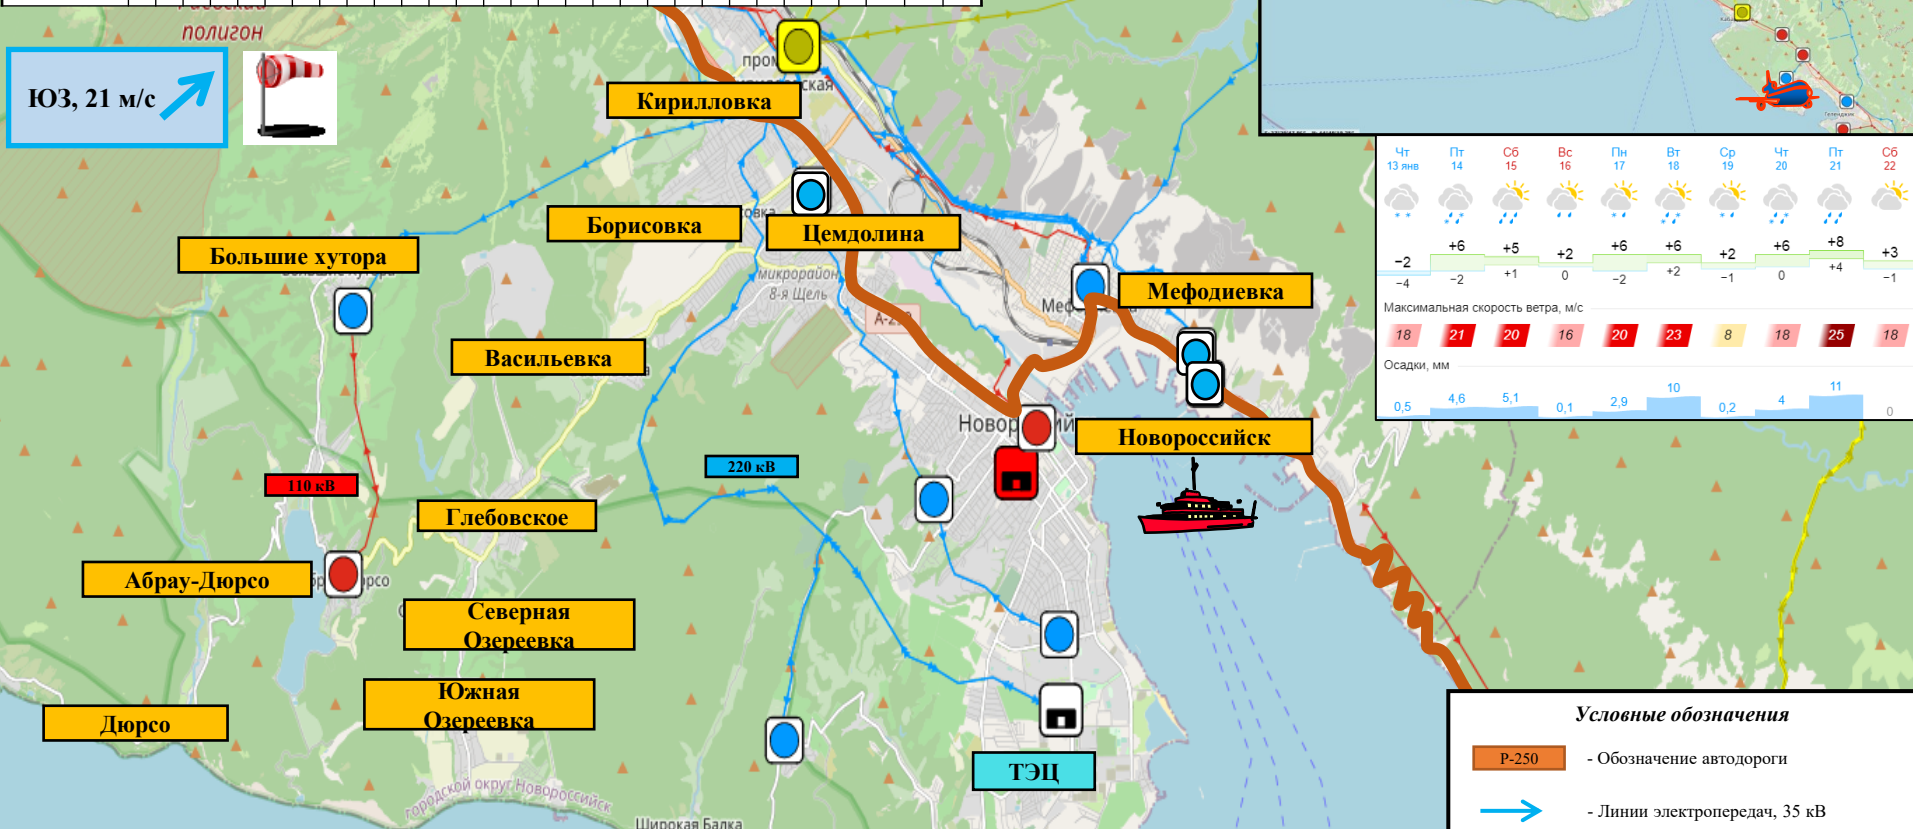 полигон
ЮЗ, 21 м/с
Кирилловка
Борисовка
Цемдолина
Большие хутора
микрорайон
8-я Щель
А-290
Мефодиевка
Васильевка
Новороссийск
220 кВ
110 кВ
Глебовское
Абрау-Дюрсо
Северная
Озереевка
Южная
Озереевка
Дюрсо
ТЭЦ
городской округ Новороссийск
Широкая Балка
Чт Пт Сб Вс Пн Вт Ср Чт Пт Сб
13 янв 14 15 16 17 18 19 20 21 22
−2 +6 +5 +2 +6 +6 +2 +6 +8 +3
−4 −2 +1 0 −2 +2 −1 0 +4 −1
Максимальная скорость ветра, м/с
18 21 20 16 20 23 8 18 25 18
Осадки, мм
0,5 4,6 5,1 0,1 2,9 10 0,2 4 11 0
Условные обозначения
Р-250 - Обозначение автодороги
- Линии электропередач, 35 кВ